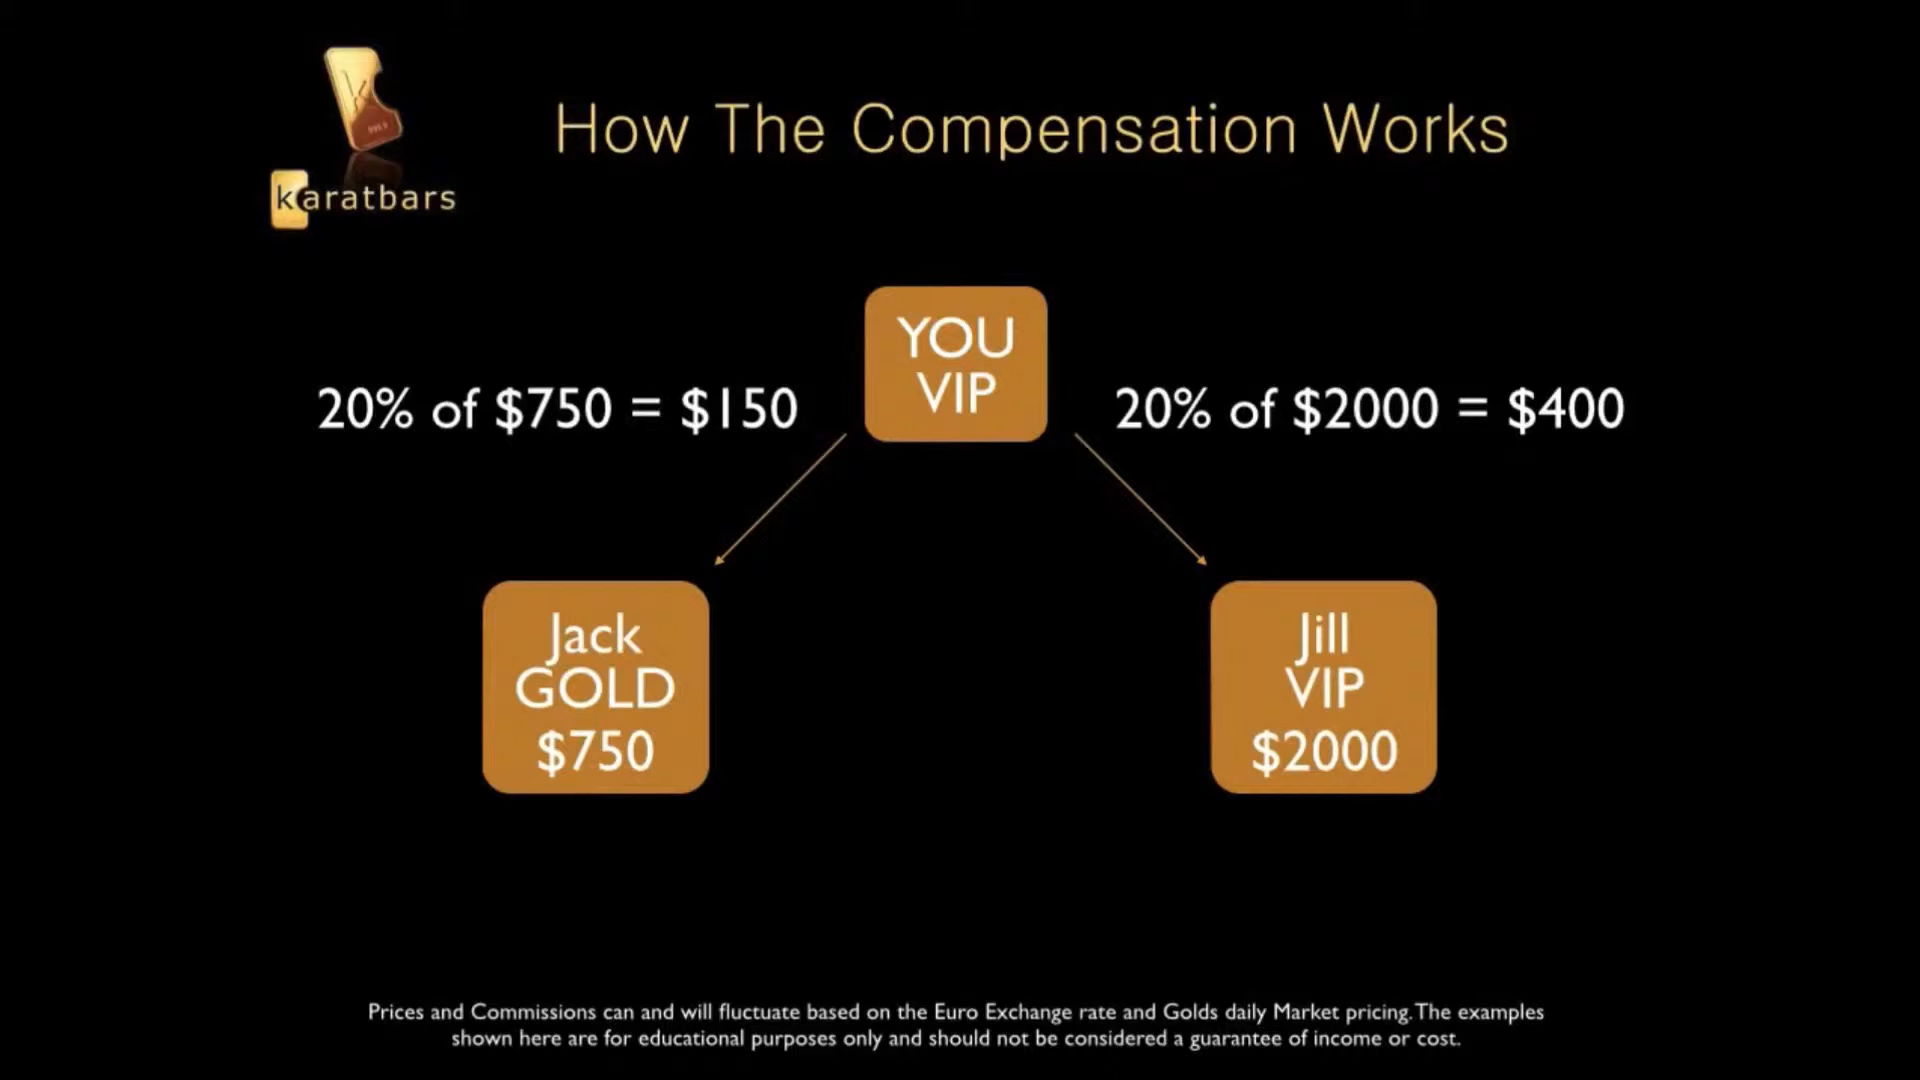 How The Compensation Works
karatbars
YOU
VIP
20% of $750 = $150
20% of $2000 = $400
Jack
GOLD
$750
Jill
VIP
$2000
Prices and Commissions can and will fluctuate based on the Euro Exchange rate and Golds daily Market pricing. The examples
shown here are for educational purposes only and should not be considered a guarantee of income or cost.